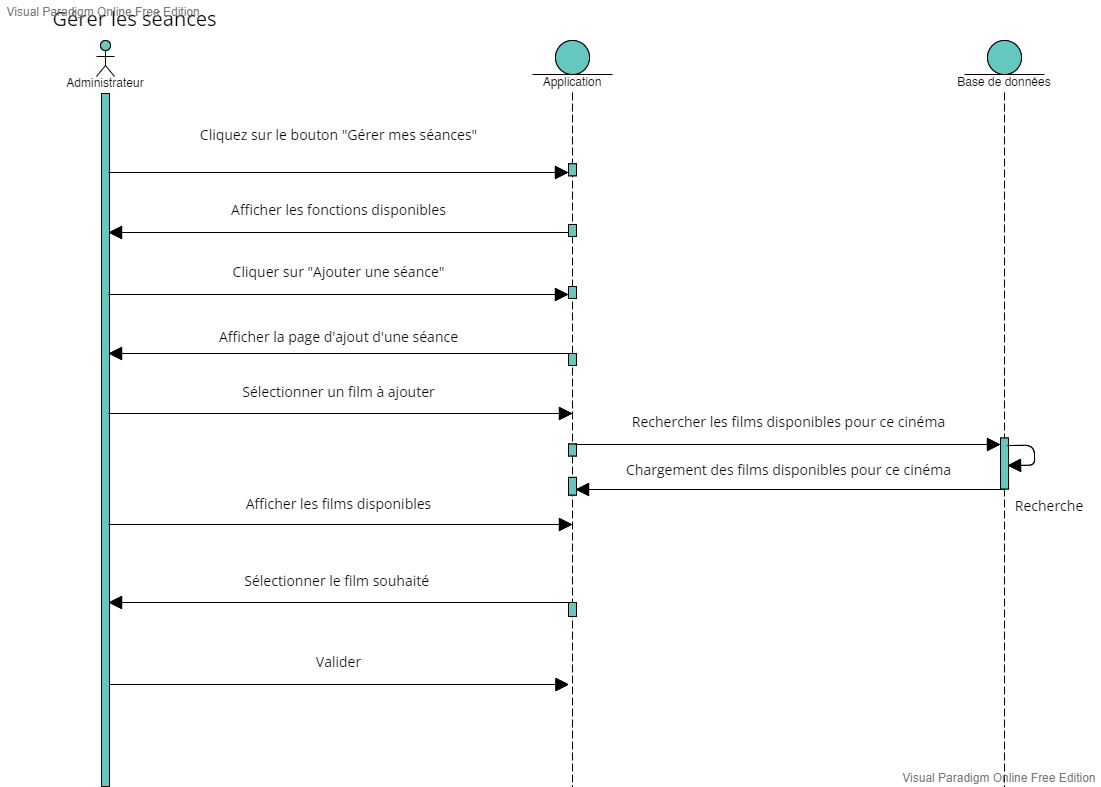 Visual Paradigm Online Free Edition
Gérer les séances
Administrateur
Application
Base de données
Cliquez sur le bouton "Gérer mes séances"
Afficher les fonctions disponibles
Cliquer sur "Ajouter une séance"
Afficher la page d'ajout d'une séance
Sélectionner un film à ajouter
Rechercher les films disponibles pour ce cinéma
Chargement des films disponibles pour ce cinéma
Afficher les films disponibles
Recherche
Sélectionner le film souhaité
Valider
Visual Paradigm Online Free Edition